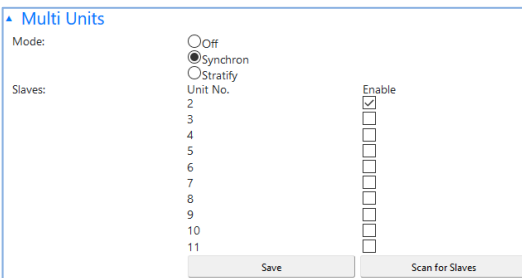 Multi Units
Mode: Off
Synchron
Stratify
Slaves: Unit No. Enable
2
3
4
5
6
7
8
9
10
11
Save Scan for Slaves